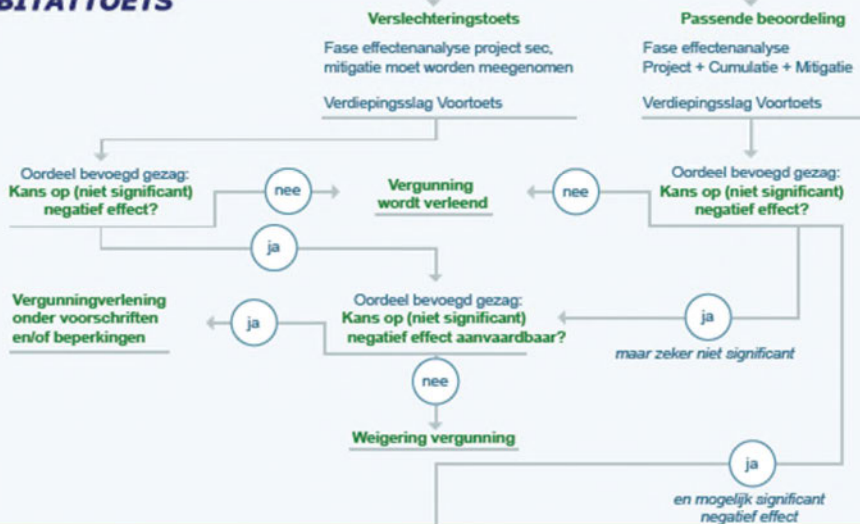 BITATTOETS
Verslechteringstoets
Fase effectenanalyse project sec,
mitigatie moet worden meegenomen
Verdiepingsslag Voortoets
Passende beoordeling
Fase effectenanalyse
Project + Cumulatie + Mitigatie
Verdiepingsslag Voortoets
Oordeel bevoegd gezag:
Kans op (niet significant)
negatief effect?
nee
Vergunning
wordt verleend
nee
Oordeel bevoegd gezag:
Kans op (niet significant)
negatief effect?
ja
Vergunningverlening
onder voorschriften
en/of beperkingen
ja
Oordeel bevoegd gezag:
Kans op (niet significant)
negatief effect aanvaardbaar?
ja
maar zeker niet significant
nee
Weigering vergunning
ja
en mogelijk significant
negatief effect